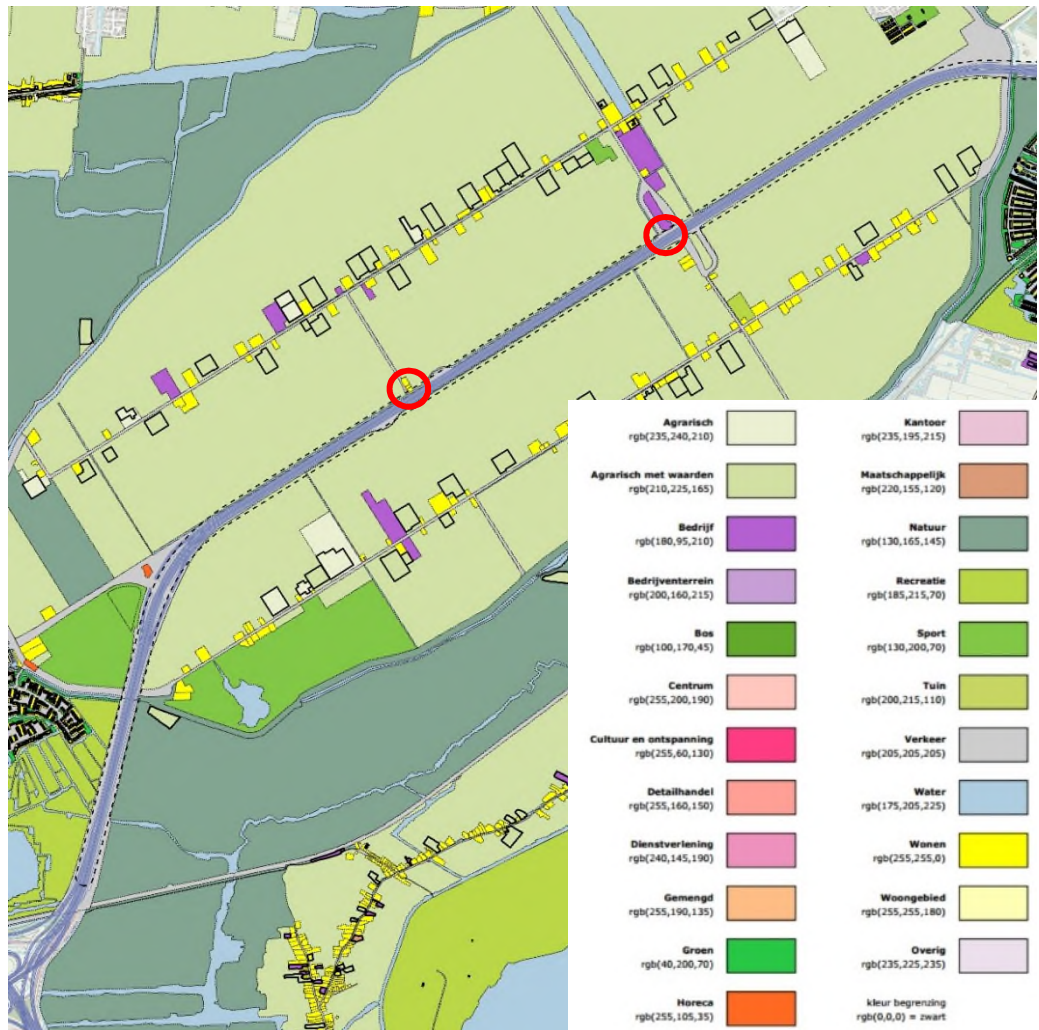 Agrarisch
rgb(235,240,210)
Agrarisch met waarden
rgb(210,225,165)
Bedrijf
rgb(180,95,210)
Bedrijventerrein
rgb(200,160,215)
Bos
rgb(100,170,45)
Centrum
rgb(255,200,190)
Cultuur en ontspanning
rgb(255,60,130)
Detailhandel
rgb(255,160,150)
Dienstverlening
rgb(240,145,190)
Gemengd
rgb(255,190,135)
Groen
rgb(40,200,70)
Horeca
rgb(255,105,35)
Kantoor
rgb(235,195,215)
Maatschappelijk
rgb(220,155,120)
Natuur
rgb(130,165,145)
Recreatie
rgb(185,215,70)
Sport
rgb(130,200,70)
Tuin
rgb(200,215,110)
Verkeer
rgb(205,205,205)
Water
rgb(175,205,225)
Wonen
rgb(255,255,0)
Woongebied
rgb(255,255,180)
Overig
rgb(235,225,235)
kleur begrenzing
rgb(0,0,0) = zwart